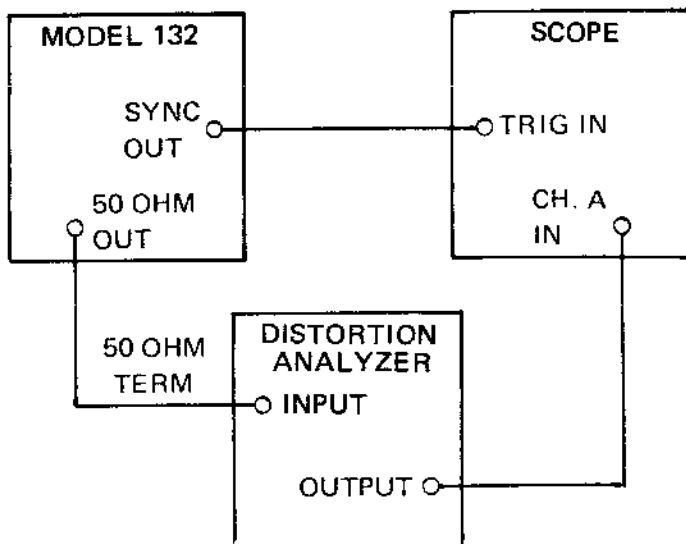 MODEL 132
SYNC
OUT
50 OHM
OUT
SCOPE
TRIG IN
CH. A
IN
50 OHM
TERM
DISTORTION
ANALYZER
INPUT
OUTPUT